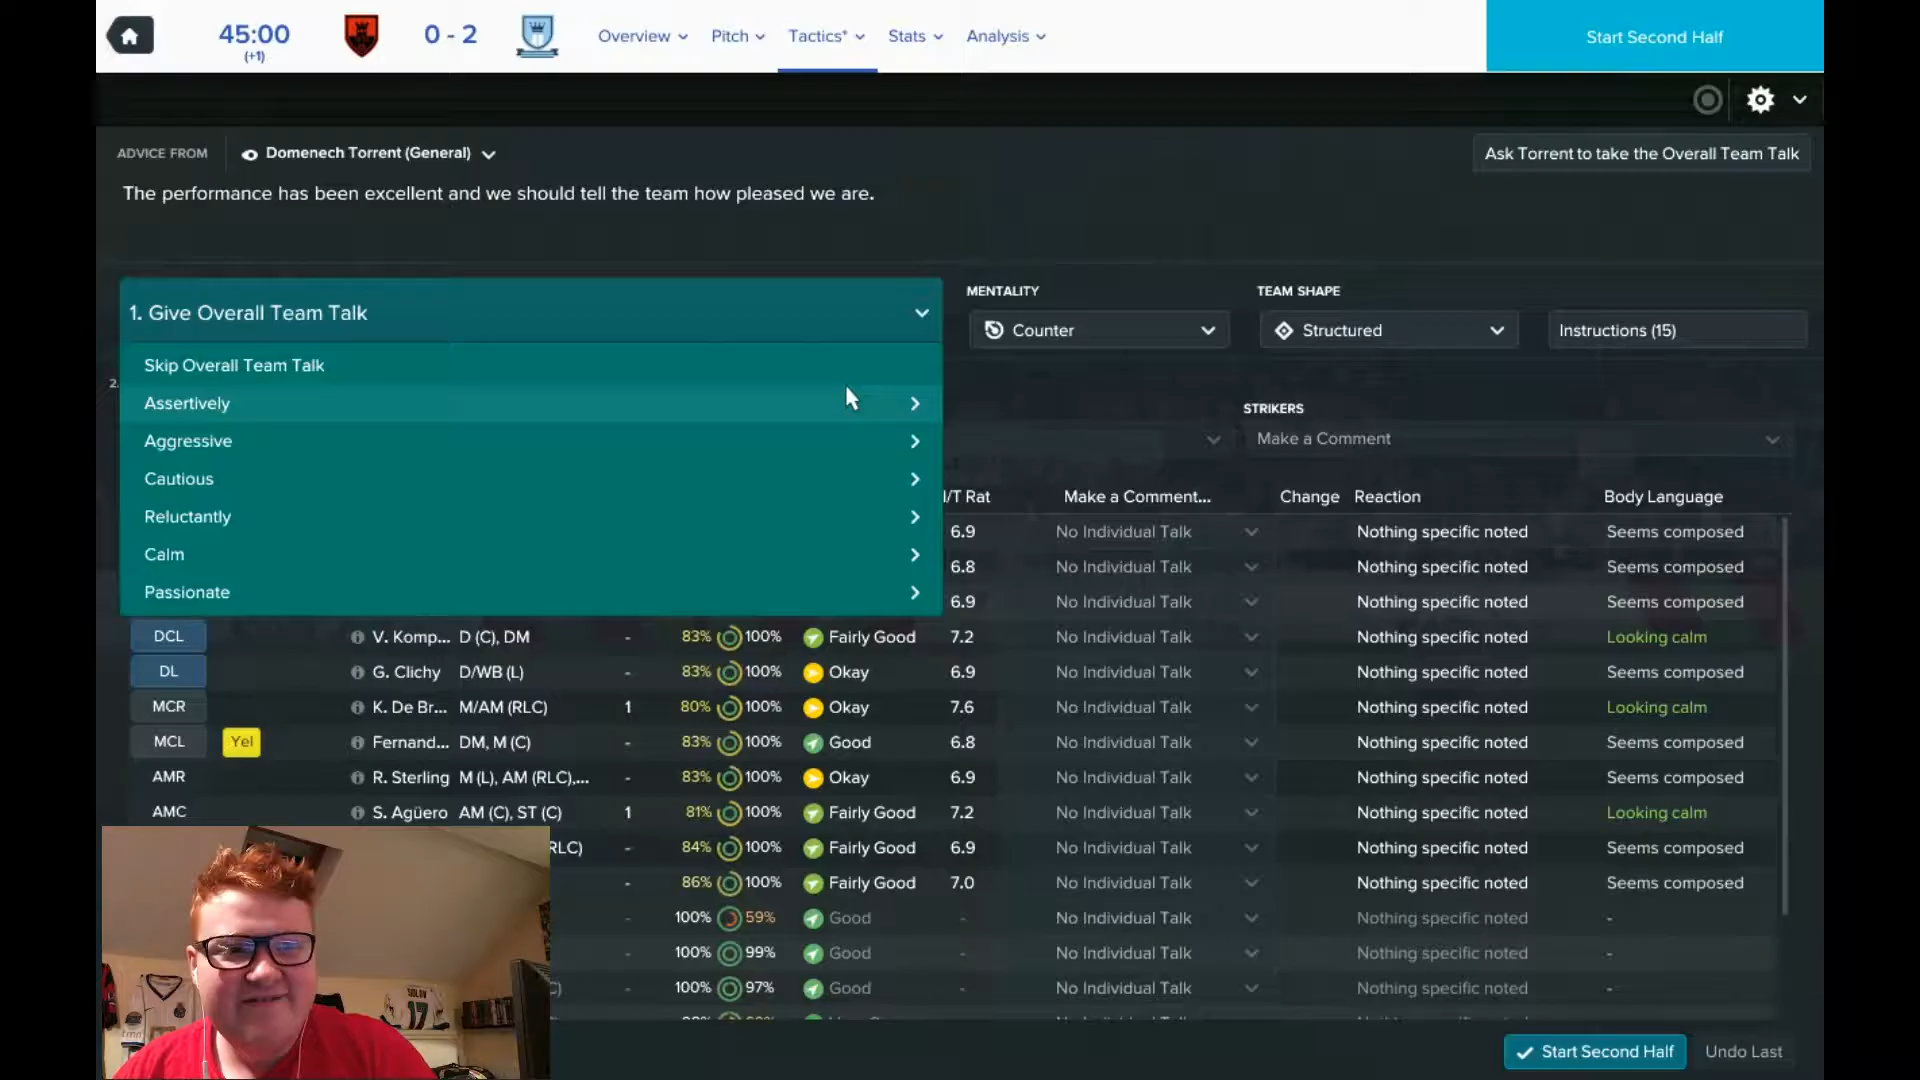 45:00
(+1)
0 - 2
Overview
Pitch
Tactics*
Stats
Analysis
Start Second Half
ADVICE FROM
Domenech Torrent (General)
Ask Torrent to take the Overall Team Talk
The performance has been excellent and we should tell the team how pleased we are.
1. Give Overall Team Talk
Skip Overall Team Talk
Assertively
Aggressive
Cautious
Reluctantly
Calm
Passionate
MENTALITY
Counter
TEAM SHAPE
Structured
Instructions (15)
2.
STRIKERS
Make a Comment
/T Rat Make a Comment... Change Reaction Body Language
6.9 No Individual Talk Nothing specific noted Seems composed
6.8 No Individual Talk Nothing specific noted Seems composed
6.9 No Individual Talk Nothing specific noted Seems composed
DCL V. Komp... D (C), DM - 83% 100% Fairly Good 7.2 No Individual Talk Nothing specific noted Looking calm
DL G. Clichy D/WB (L) - 83% 100% Okay 6.9 No Individual Talk Nothing specific noted Seems composed
MCR K. De Br... M/AM (RLC) 1 80% 100% Okay 7.6 No Individual Talk Nothing specific noted Looking calm
MCL Yel Fernand... DM, M (C) - 83% 100% Good 6.8 No Individual Talk Nothing specific noted Seems composed
AMR R. Sterling M (L), AM (RLC),... - 83% 100% Okay 6.9 No Individual Talk Nothing specific noted Seems composed
AMC S. Agüero AM (C), ST (C) 1 81% 100% Fairly Good 7.2 No Individual Talk Nothing specific noted Looking calm
RLC) - 84% 100% Fairly Good 6.9 No Individual Talk Nothing specific noted Seems composed
- 86% 100% Fairly Good 7.0 No Individual Talk Nothing specific noted Seems composed
- 100% 59% Good - No Individual Talk Nothing specific noted -
- 100% 99% Good - No Individual Talk Nothing specific noted -
C) - 100% 97% Good - No Individual Talk Nothing specific noted -
17
Start Second Half
Undo Last